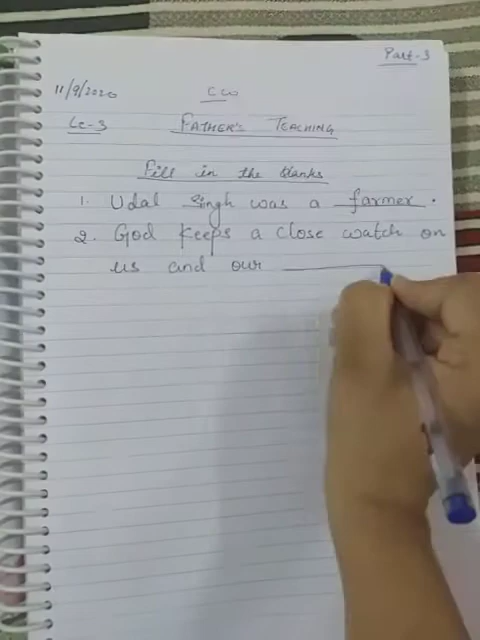 Part-3
11/9/2020
CW
Lc-3 FATHER'S TEACHING
Fill in the blanks
1. Udal Singh was a farmer.
2. God keeps a close watch on
us and our